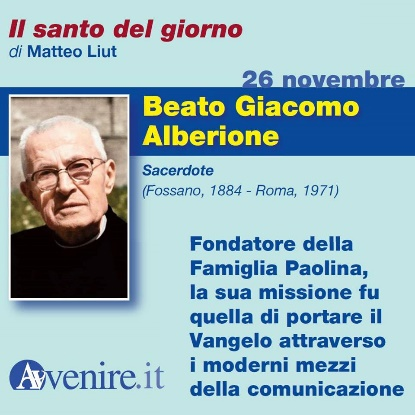 Il santo del giorno
di Matteo Liut
26 novembre
Beato Giacomo
Alberione
Sacerdote
(Fossano, 1884 - Roma, 1971)
Fondatore della
Famiglia Paolina,
la sua missione fu
quella di portare il
Vangelo attraverso
i moderni mezzi
della comunicazione
Avvenire.it